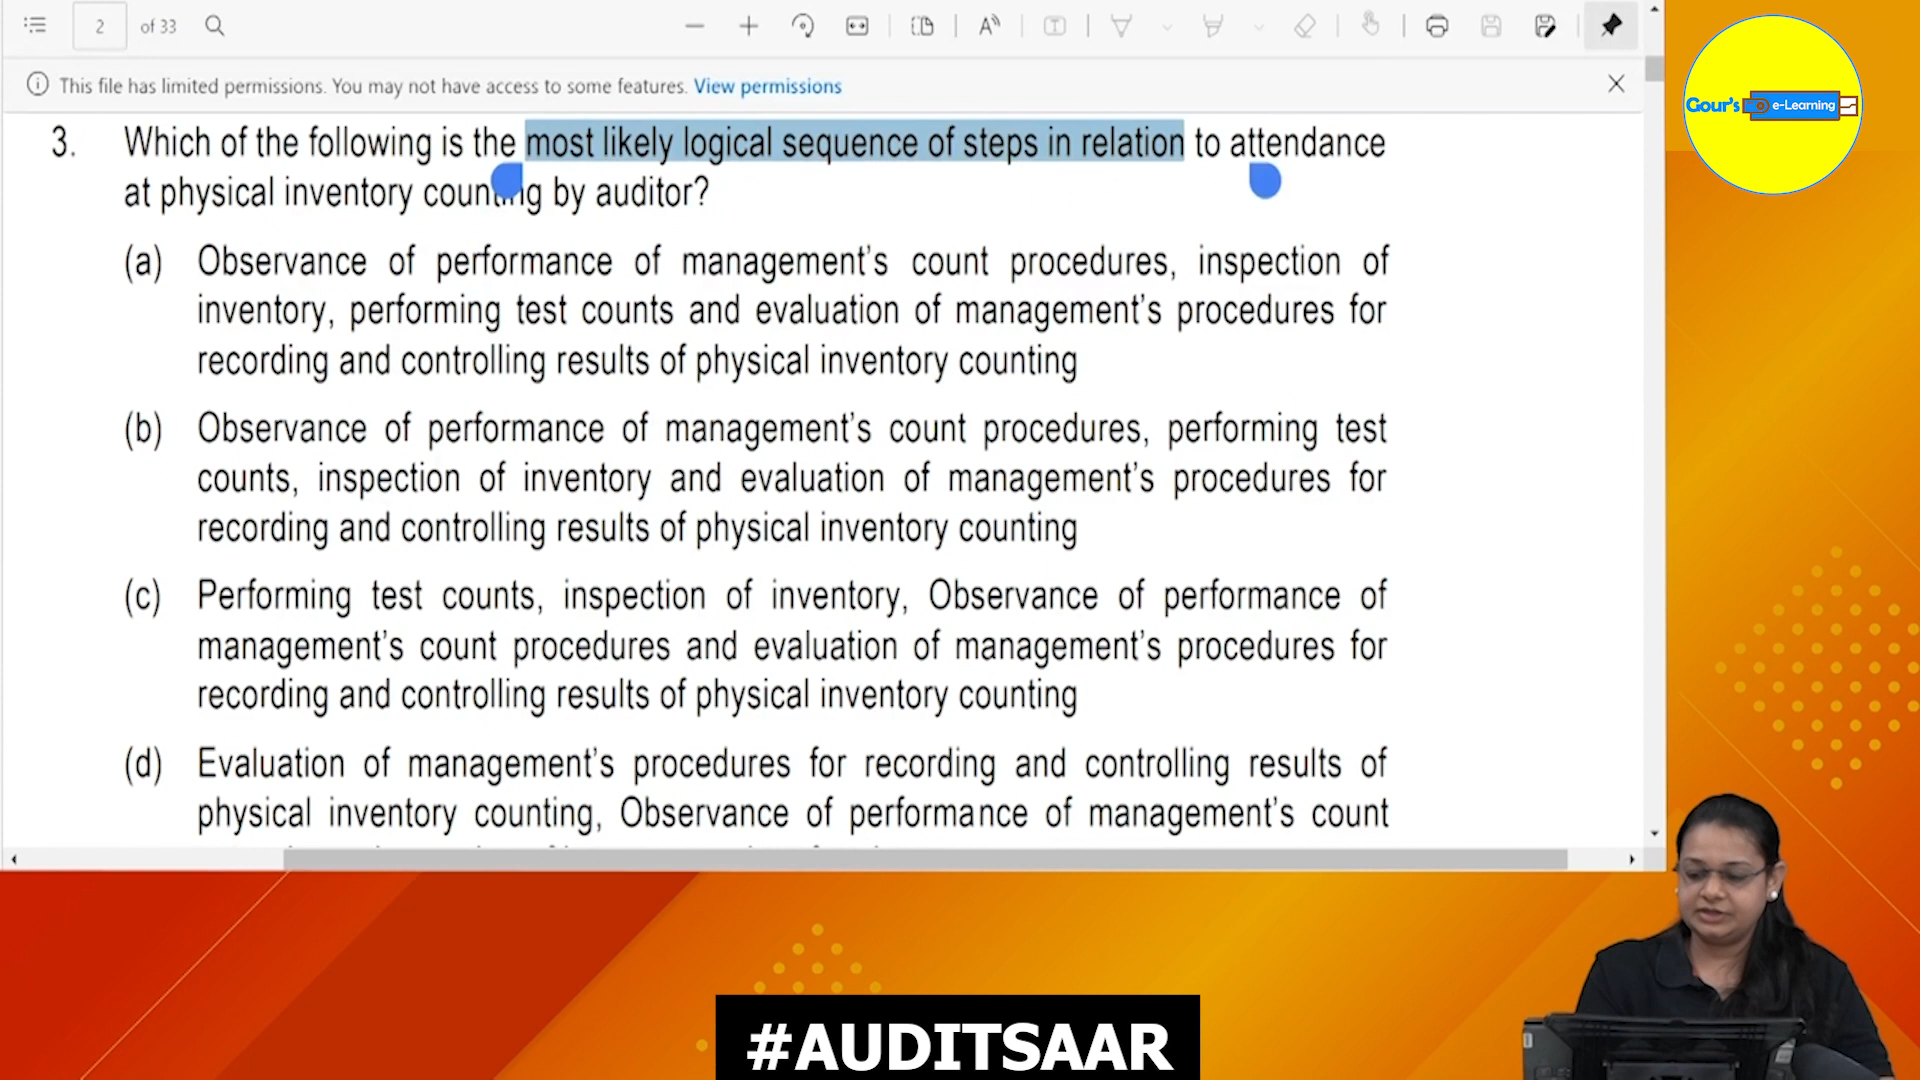 2 of 33
This file has limited permissions. You may not have access to some features. View permissions
Gour's e-Learning
3. Which of the following is the most likely logical sequence of steps in relation to attendance
at physical inventory counting by auditor?
(a) Observance of performance of management's count procedures, inspection of
inventory, performing test counts and evaluation of management's procedures for
recording and controlling results of physical inventory counting
(b) Observance of performance of management's count procedures, performing test
counts, inspection of inventory and evaluation of management's procedures for
recording and controlling results of physical inventory counting
(c) Performing test counts, inspection of inventory, Observance of performance of
management's count procedures and evaluation of management's procedures for
recording and controlling results of physical inventory counting
(d) Evaluation of management's procedures for recording and controlling results of
physical inventory counting, Observance of performance of management's count
#AUDITSAAR